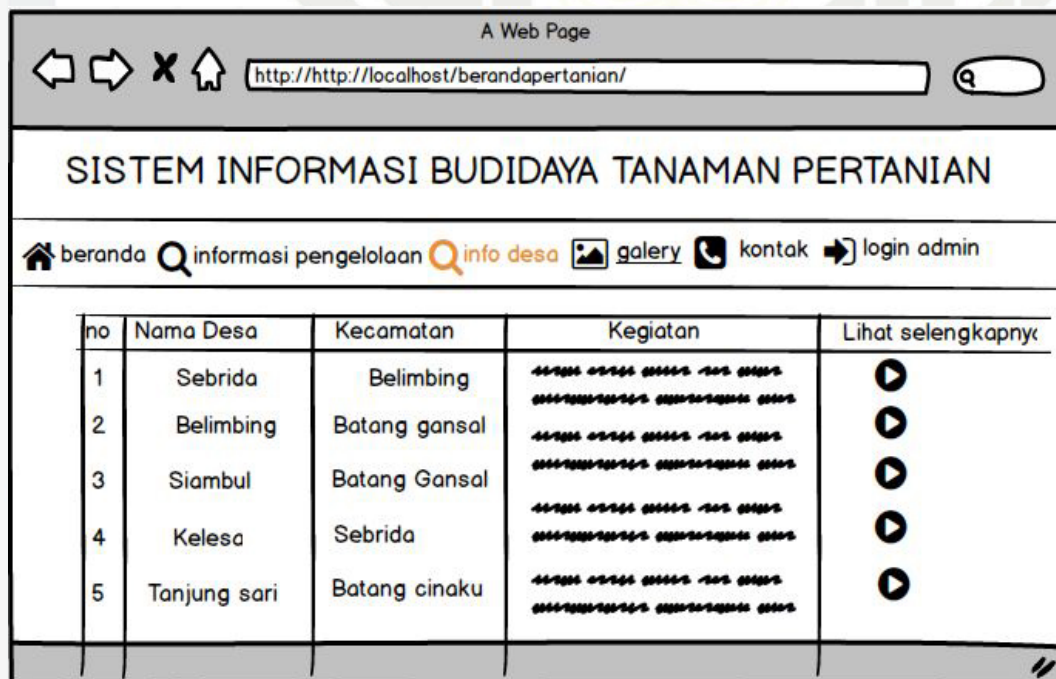 A Web Page
http://http://localhost/berandapertanian/
SISTEM INFORMASI BUDIDAYA TANAMAN PERTANIAN
beranda informasi pengelolaan info desa galery kontak login admin
no Nama Desa Kecamatan Kegiatan Lihat selengkapnya
1 Sebrida Belimbing
2 Belimbing Batang gansal
3 Siambul Batang Gansal
4 Kelesa Sebrida
5 Tanjung sari Batang cinaku